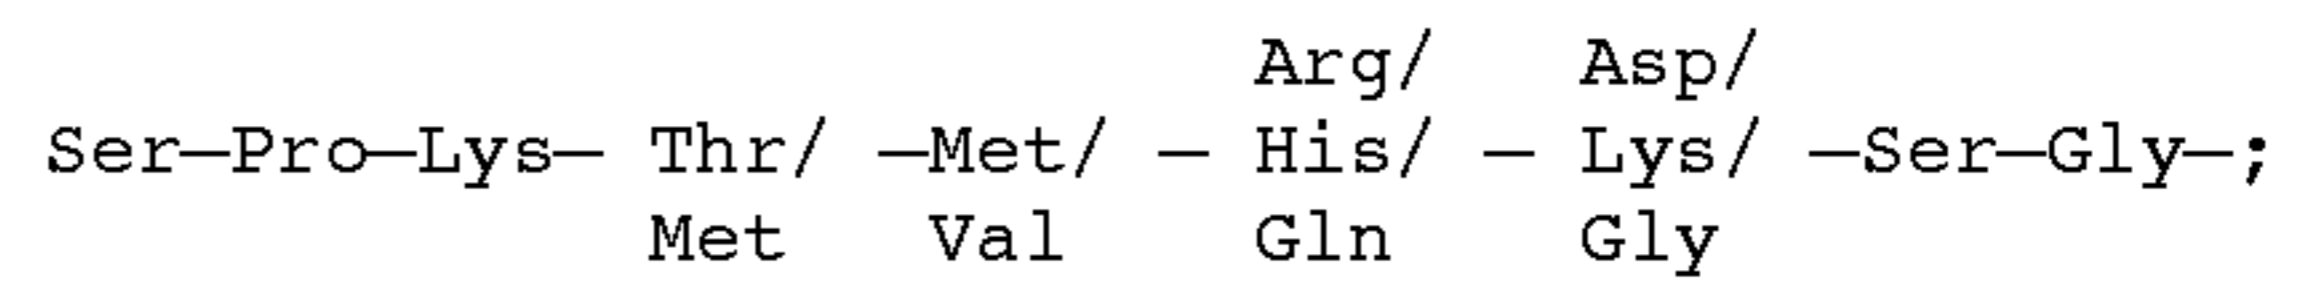 Arg/ Asp/
Ser—Pro—Lys— Thr/ —Met/ — His/ — Lys/ —Ser—Gly—;
Met Val Gln Gly